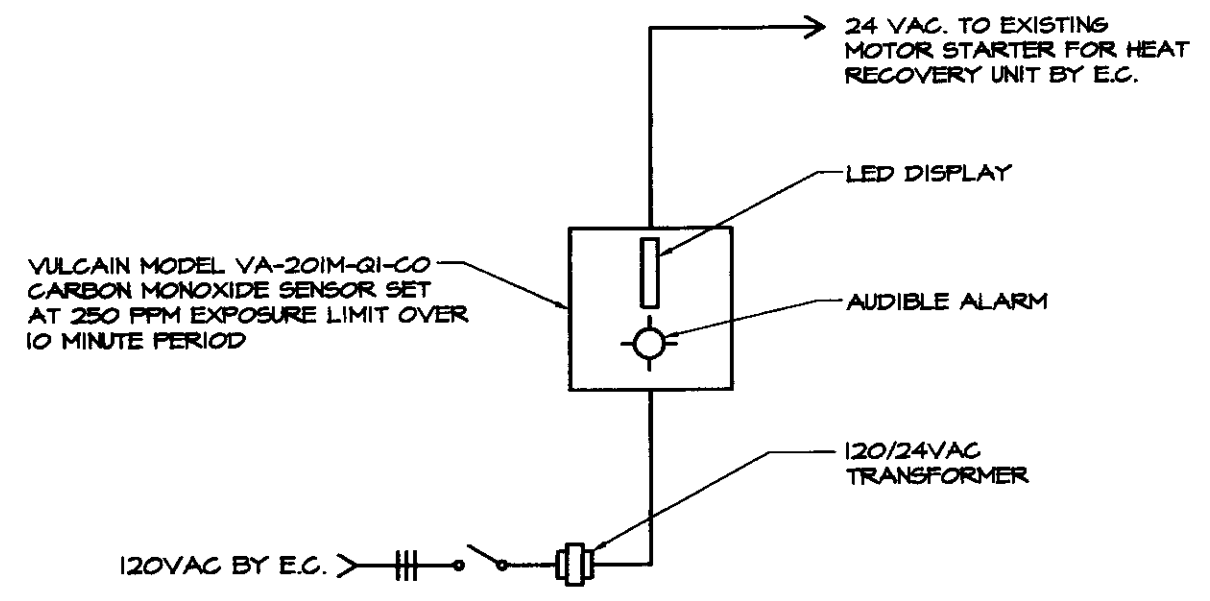 24 VAC. TO EXISTING
MOTOR STARTER FOR HEAT
RECOVERY UNIT BY E.C.
LED DISPLAY
VULCAIN MODEL VA-201M-Q1-CO
CARBON MONOXIDE SENSOR SET
AT 250 PPM EXPOSURE LIMIT OVER
10 MINUTE PERIOD
AUDIBLE ALARM
120/24VAC
TRANSFORMER
120VAC BY E.C.